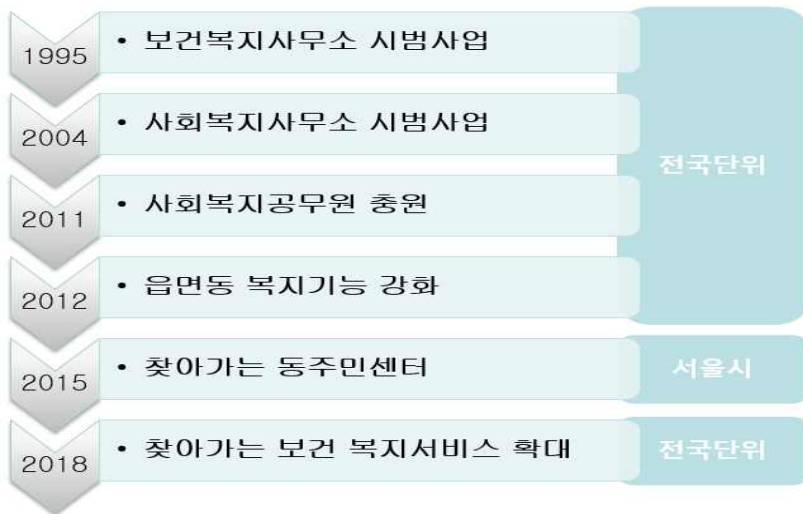 1995
• 보건복지사무소 시범사업
2004
• 사회복지사무소 시범사업
전국단위
2011
• 사회복지공무원 충원
2012
• 읍면동 복지기능 강화
2015
• 찾아가는 동주민센터
서울시
2018
• 찾아가는 보건 복지서비스 확대
전국단위